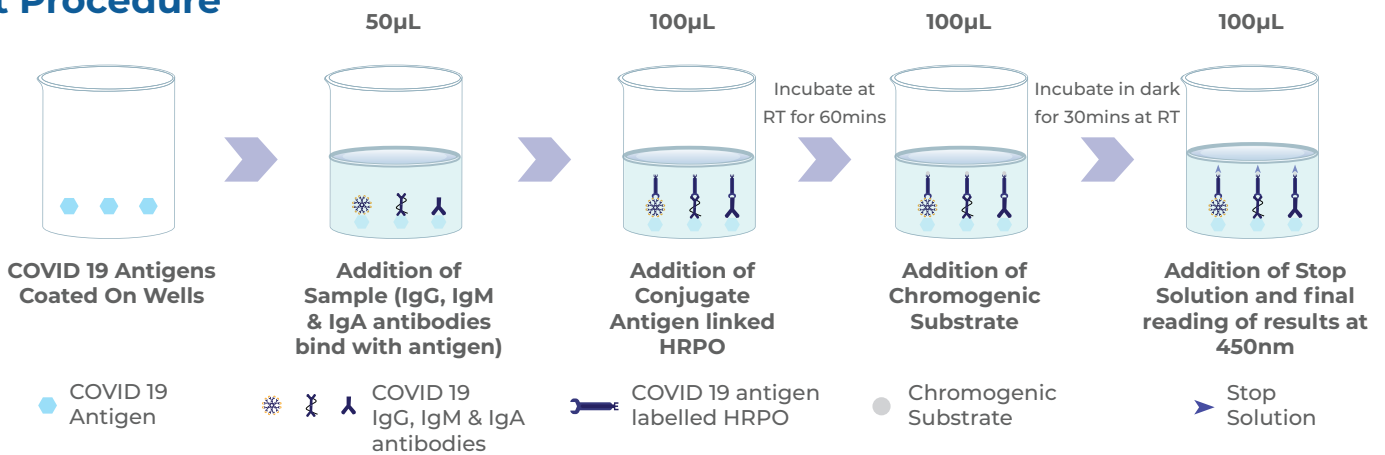 t Procedure
50µL
100µL
100µL
100µL
Incubate at
RT for 60mins
Incubate in dark
for 30mins at RT
COVID 19 Antigens
Coated On Wells
Addition of
Sample (IgG, IgM
& IgA antibodies
bind with antigen)
Addition of
Conjugate
Antigen linked
HRPO
Addition of
Chromogenic
Substrate
Addition of Stop
Solution and final
reading of results at
450nm
COVID 19
Antigen
COVID 19
IgG, IgM & IgA
antibodies
COVID 19 antigen
labelled HRPO
Chromogenic
Substrate
Stop
Solution